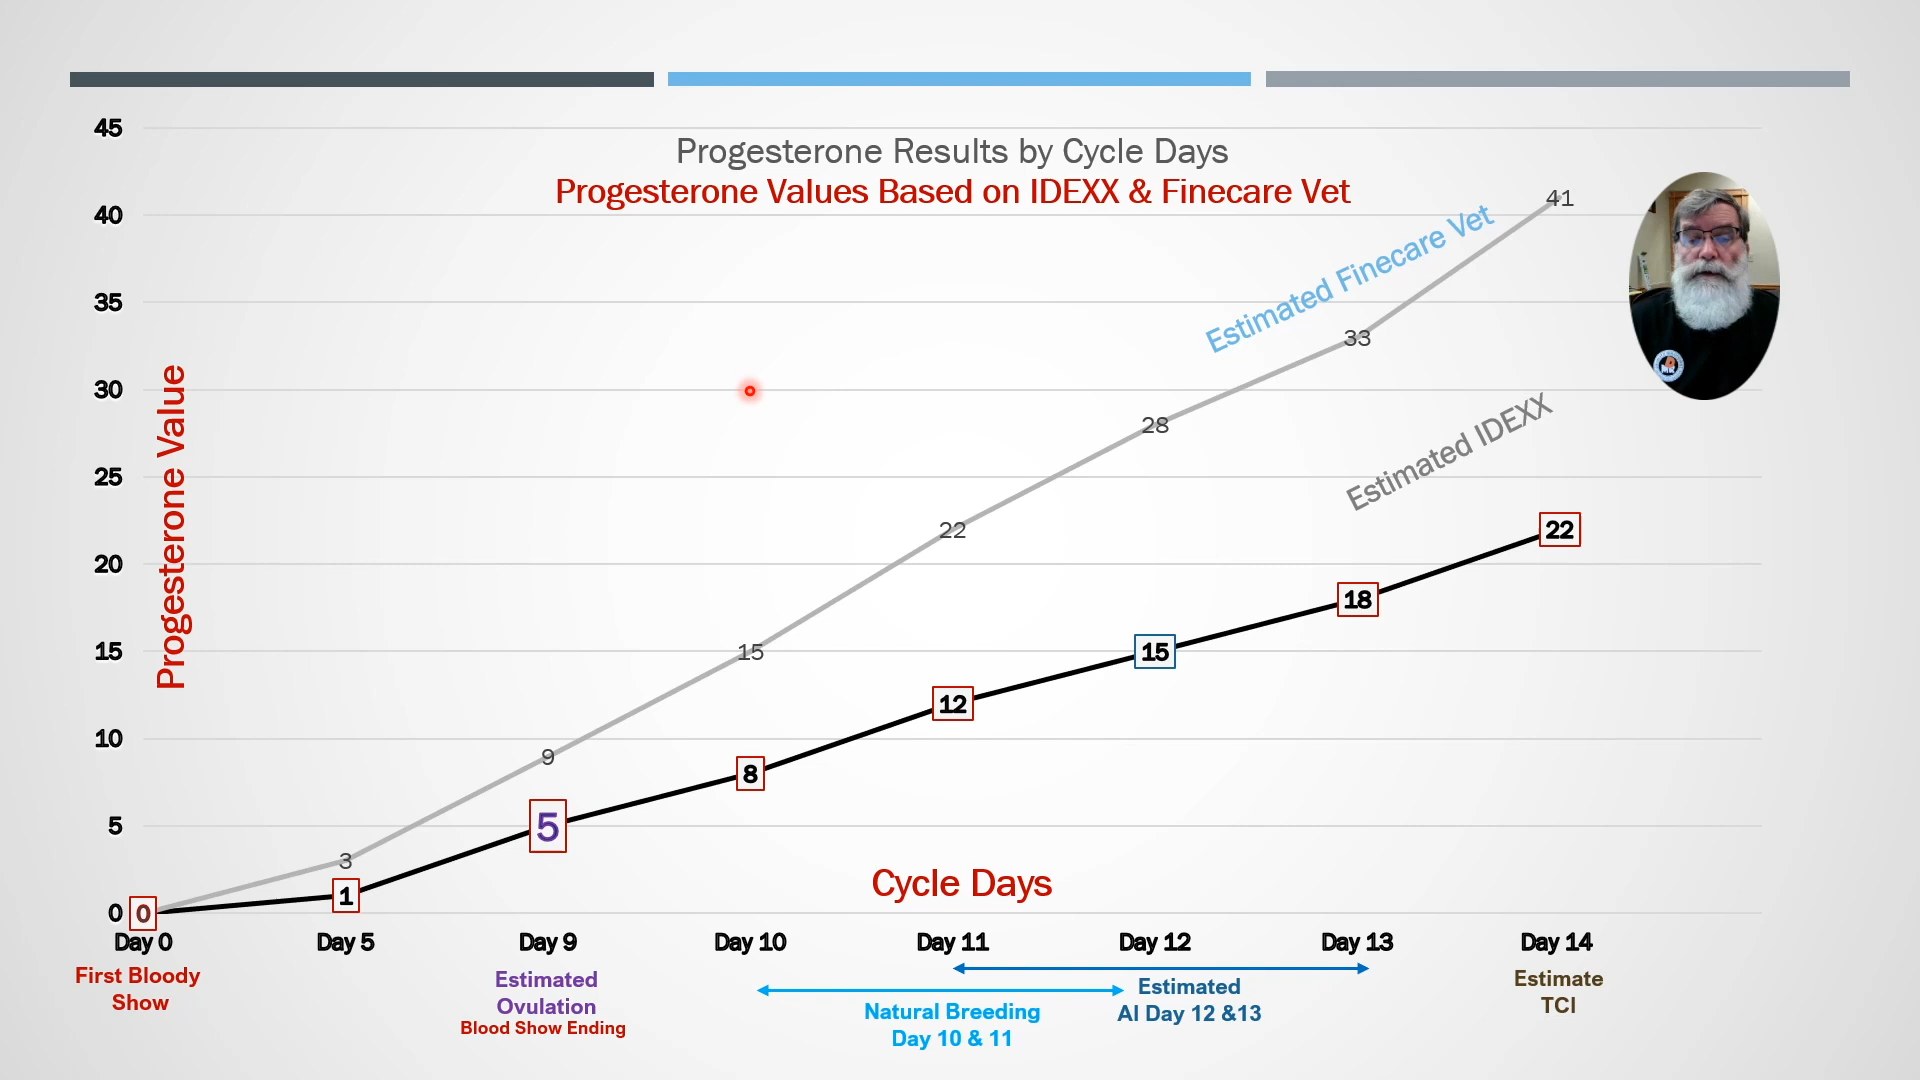 45
Progesterone Results by Cycle Days
Progesterone Values Based on IDEXX & Finecare Vet
40
35
30
25
20
15
10
5
0
Progesterone Value
Estimated Finecare Vet
Estimated IDEXX
41
33
28
22
15
9
3
22
18
15
12
8
5
1
0
Cycle Days
Day 0
Day 5
Day 9
Day 10
Day 11
Day 12
Day 13
Day 14
First Bloody
Show
Estimated
Ovulation
Blood Show Ending
Natural Breeding
Day 10 & 11
Estimated
AI Day 12 &13
Estimate
TCI